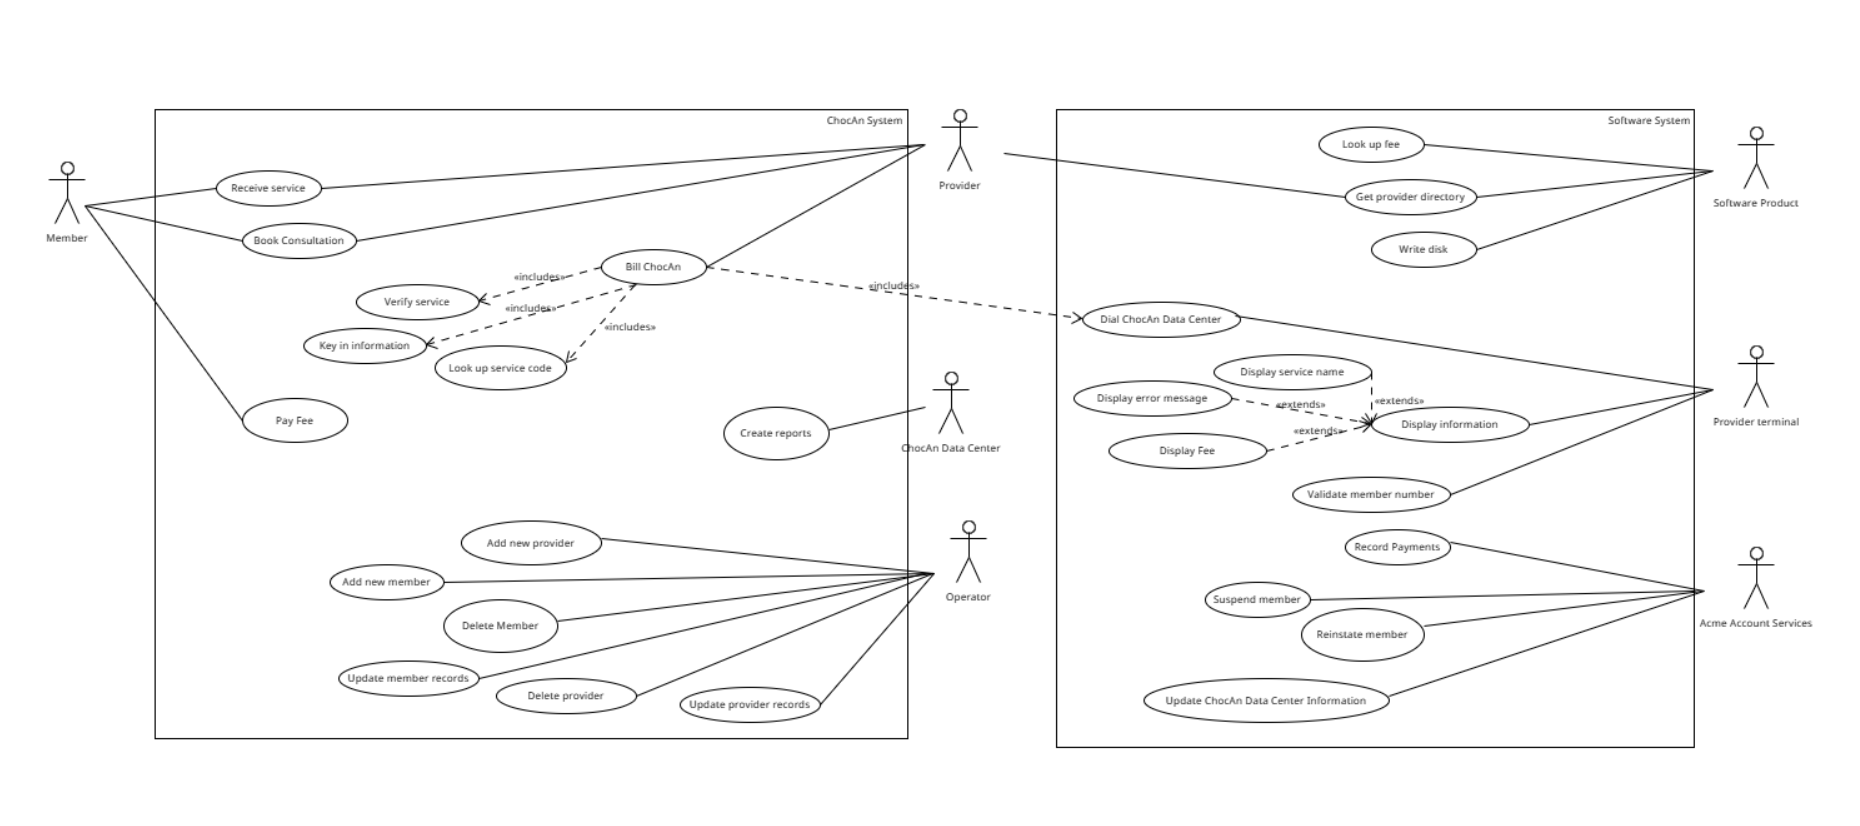 ChocAn System
Software System
Look up fee
Provider
Receive service
Get provider directory
Software Product
Member
Book Consultation
Write disk
Bill ChocAn
«includes»
«includes»
Verify service
«includes»
Dial ChocAn Data Center
«includes»
Key in information
Look up service code
Display service name
Display error message
«extends»
«extends»
Pay Fee
Display information
Provider terminal
Create reports
«extends»
ChocAn Data Center
Display Fee
Validate member number
Add new provider
Record Payments
Add new member
Operator
Suspend member
Delete Member
Acme Account Services
Reinstate member
Update member records
Delete provider
Update provider records
Update ChocAn Data Center Information